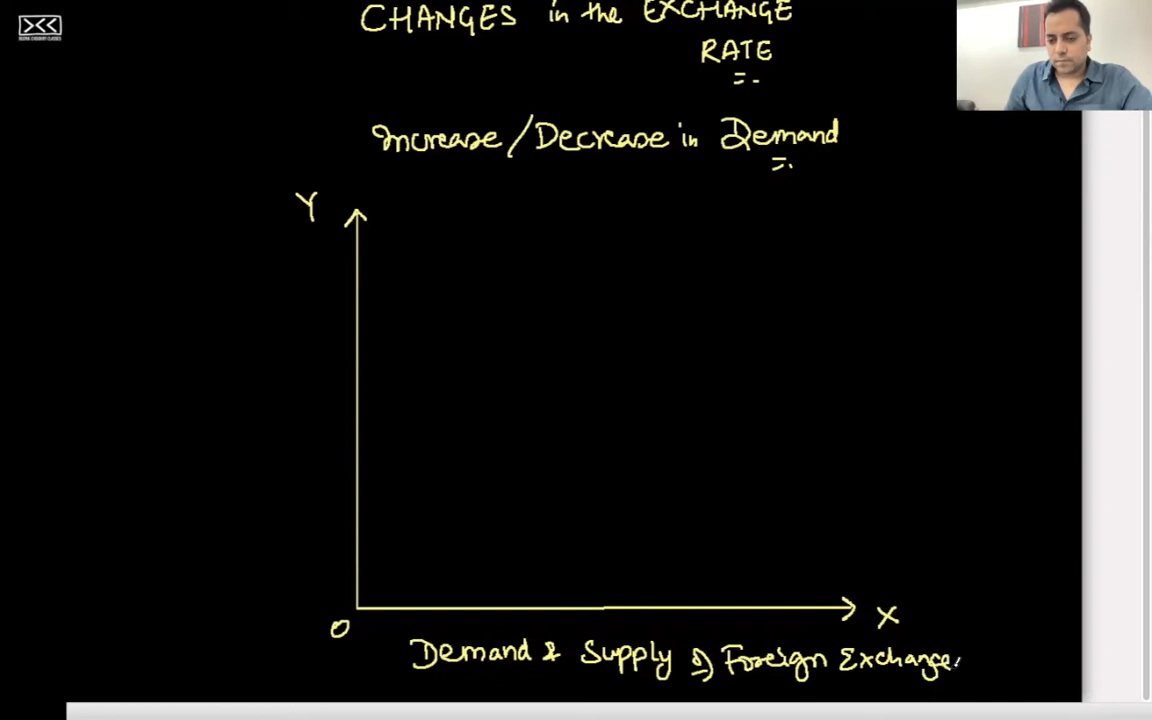 CHANGES in the EXCHANGE
RATE
Increase/Decrease in Demand
Y
O
X
Demand & Supply of Foreign Exchange